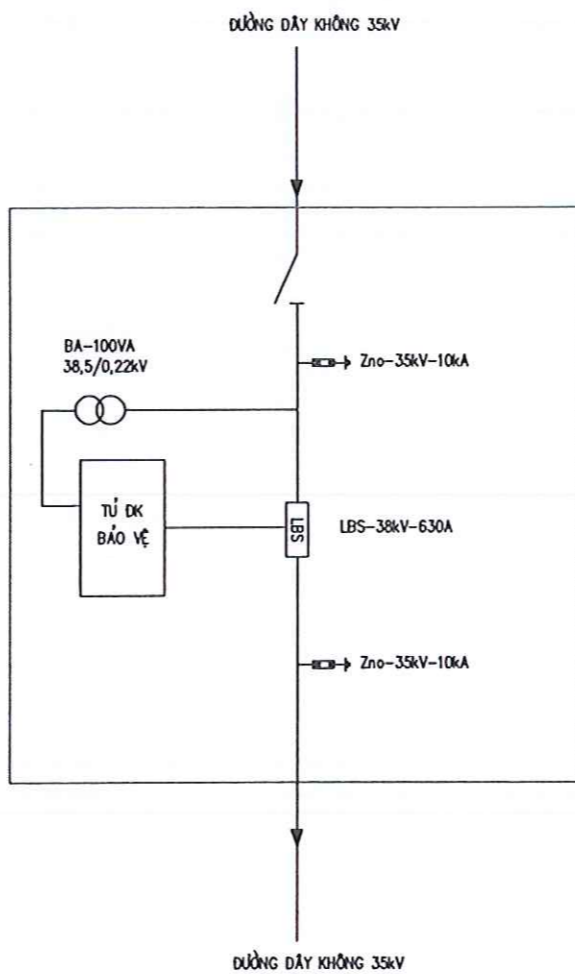 ĐƯỜNG DÂY KHÔNG 35kV
BA-100VA
38,5/0,22kV
Zno-35kV-10kA
TỦ ĐK
BẢO VỆ
LBS
LBS-38kV-630A
Zno-35kV-10kA
ĐƯỜNG DÂY KHÔNG 35kV